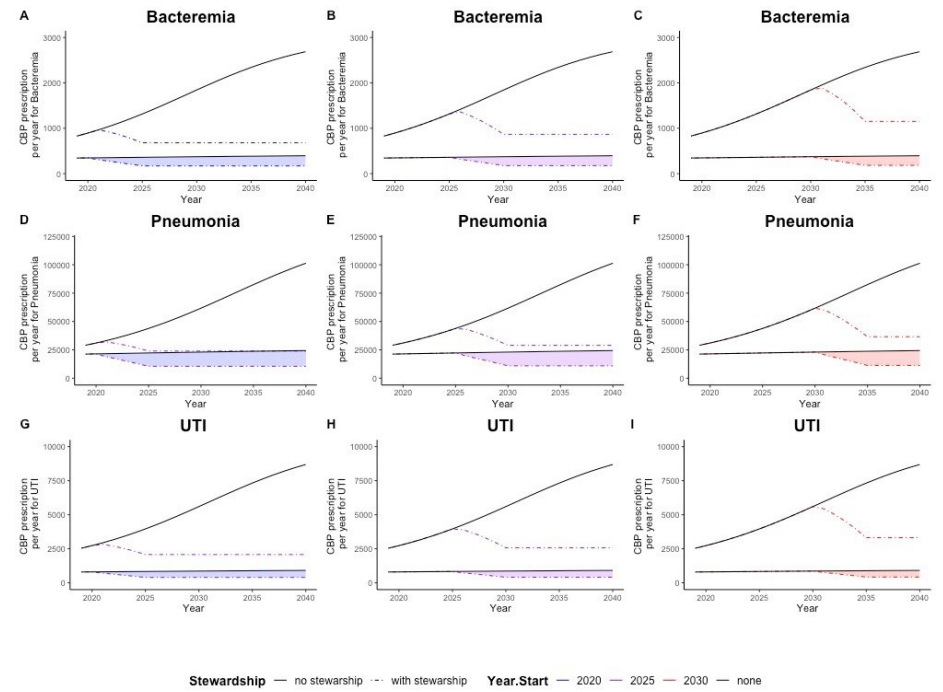 A Bacteremia
B Bacteremia
C Bacteremia
CBP prescription
per year for Bacteremia
3000
2000
1000
0
2020 2025 2030 2035 2040
Year
CBP prescription
per year for Bacteremia
3000
2000
1000
0
2020 2025 2030 2035 2040
Year
CBP prescription
per year for Bacteremia
3000
2000
1000
0
2020 2025 2030 2035 2040
Year
D Pneumonia
E Pneumonia
F Pneumonia
CBP prescription
per year for Pneumonia
125000
100000
75000
50000
25000
0
2020 2025 2030 2035 2040
Year
CBP prescription
per year for Pneumonia
125000
100000
75000
50000
25000
0
2020 2025 2030 2035 2040
Year
CBP prescription
per year for Pneumonia
125000
100000
75000
50000
25000
0
2020 2025 2030 2035 2040
Year
G UTI
H UTI
I UTI
CBP prescription
per year for UTI
10000
7500
5000
2500
0
2020 2025 2030 2035 2040
Year
CBP prescription
per year for UTI
10000
7500
5000
2500
0
2020 2025 2030 2035 2040
Year
CBP prescription
per year for UTI
10000
7500
5000
2500
0
2020 2025 2030 2035 2040
Year
Stewardship no stewarship with stewarship Year.Start 2020 2025 2030 none